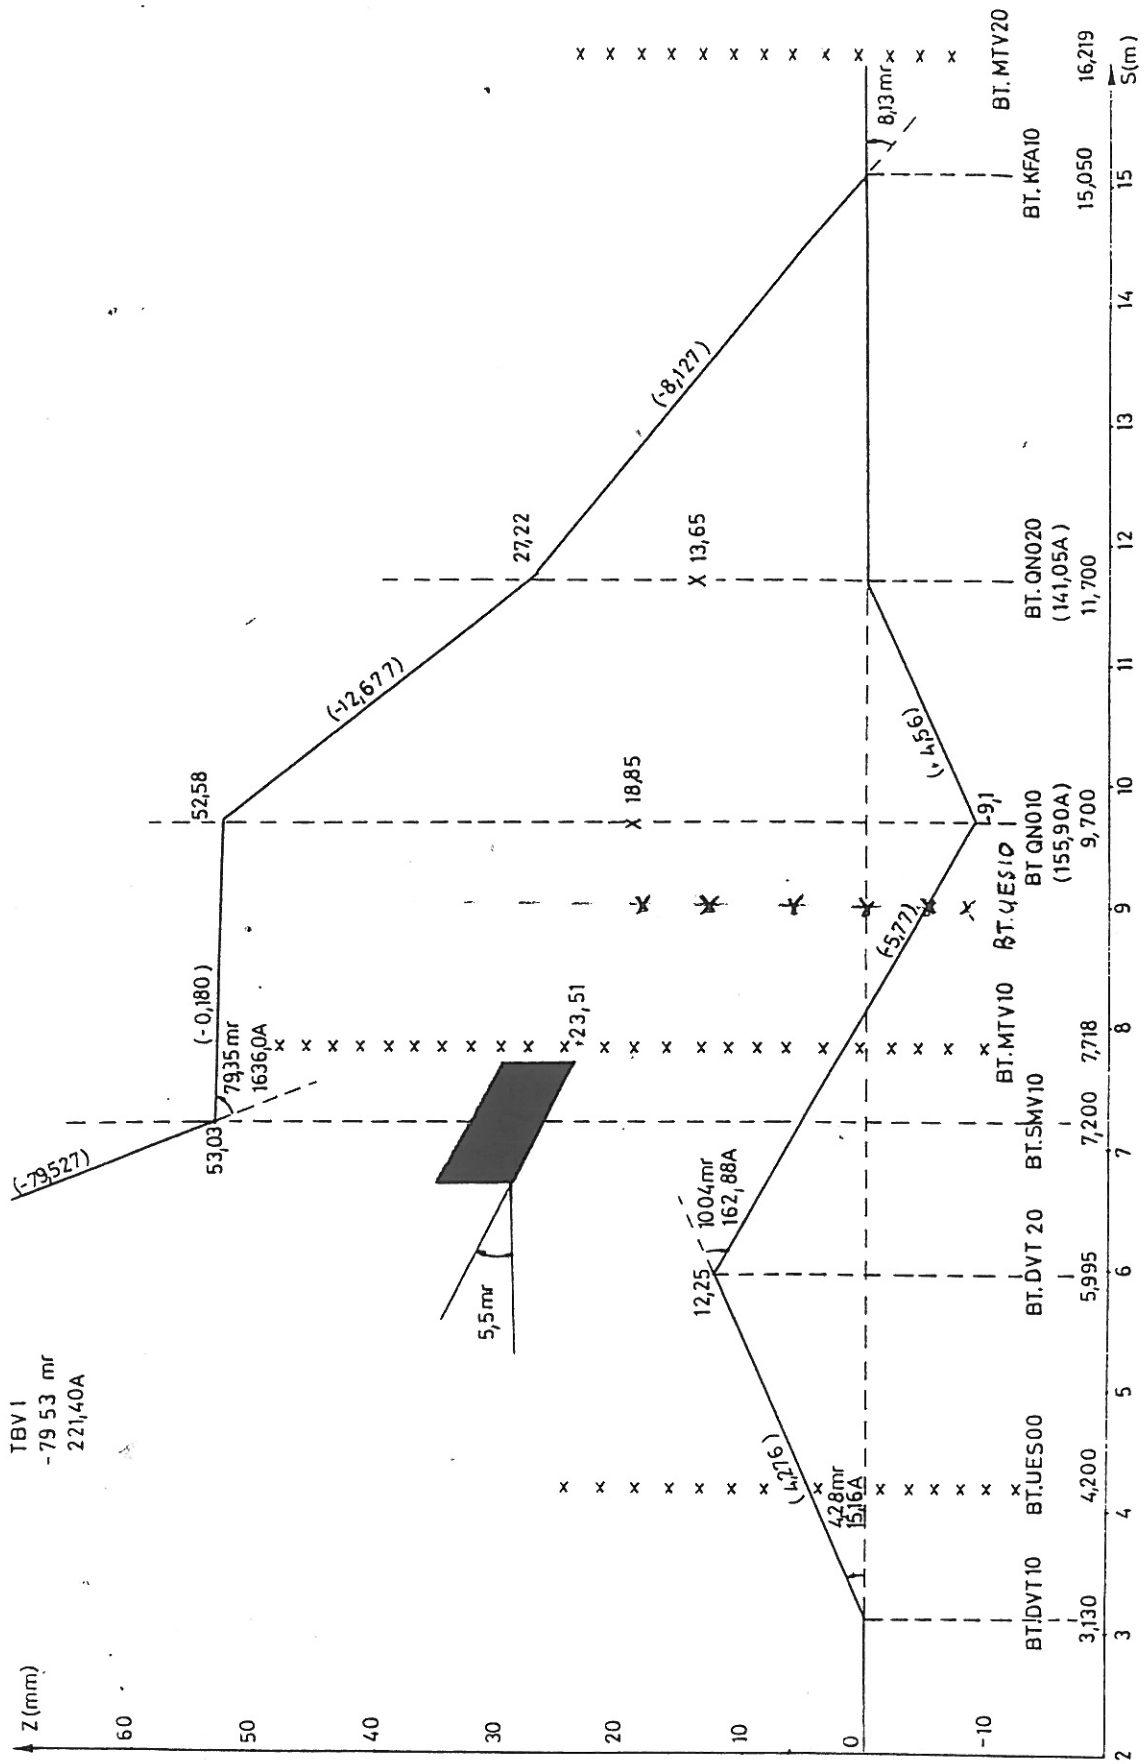 Z (mm)
60
50
40
30
20
10
0
-10
TBV1
-79 53 mr
221,40A
(-79,527)
53,03
79,35 mr
1636,0A
(-0,180)
52,58
(-12,677)
27,22
(-8,127)
8,13mr
5,5mr
+23,51
18,85
13,65
4,28mr
15,16A
(4,276)
12,25
1004mr
162,88A
(-5,77)
-9,1
(+4,56)
BT.DVT10
3,130
BT.UES00
4,200
BT.DVT 20
5,995
BT.SMV10
7,200
BT.MTV10
7,718
BT.UES10
BT QNO10
(155,90A)
9,700
BT.QNO20
(141,05A)
11,700
BT.KFA10
15,050
BT.MTV20
16,219
2
3
4
5
6
7
8
9
10
11
12
13
14
15
S(m)